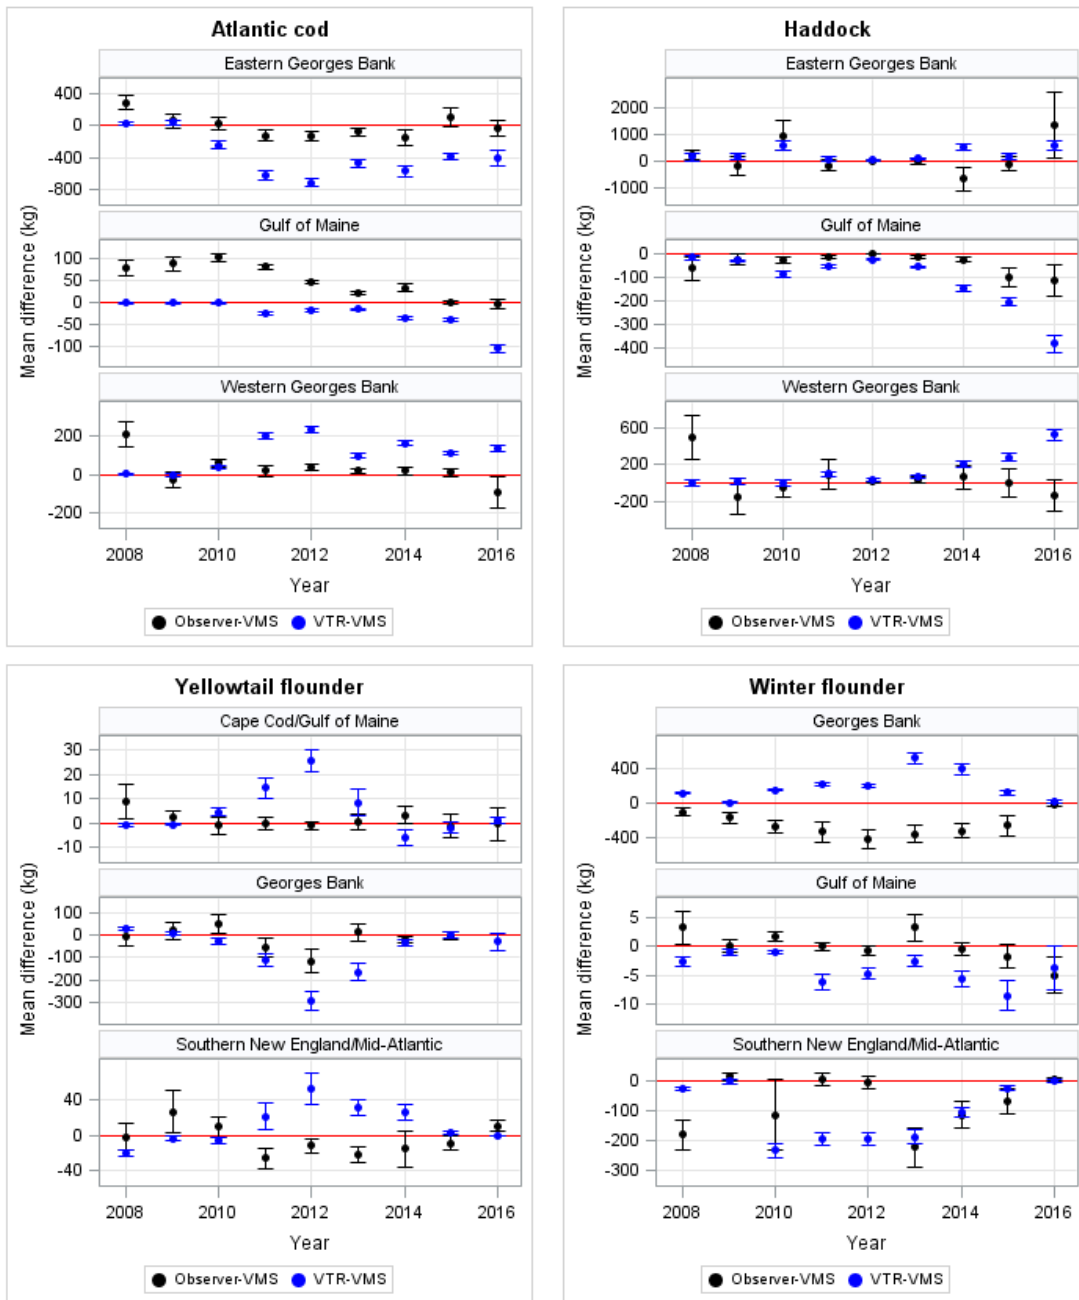 Atlantic cod
Eastern Georges Bank
400
0
-400
-800
Gulf of Maine
100
50
0
-50
-100
Western Georges Bank
200
0
-200
Mean difference (kg)
2008 2010 2012 2014 2016
Year
Observer-VMS VTR-VMS
Haddock
Eastern Georges Bank
2000
1000
0
-1000
Gulf of Maine
0
-100
-200
-300
-400
Western Georges Bank
600
200
-200
Mean difference (kg)
2008 2010 2012 2014 2016
Year
Observer-VMS VTR-VMS
Yellowtail flounder
Cape Cod/Gulf of Maine
30
20
10
0
-10
Georges Bank
100
0
-100
-200
-300
Southern New England/Mid-Atlantic
40
0
-40
Mean difference (kg)
2008 2010 2012 2014 2016
Year
Observer-VMS VTR-VMS
Winter flounder
Georges Bank
400
0
-400
Gulf of Maine
5
0
-5
-10
Southern New England/Mid-Atlantic
0
-100
-200
-300
Mean difference (kg)
2008 2010 2012 2014 2016
Year
Observer-VMS VTR-VMS